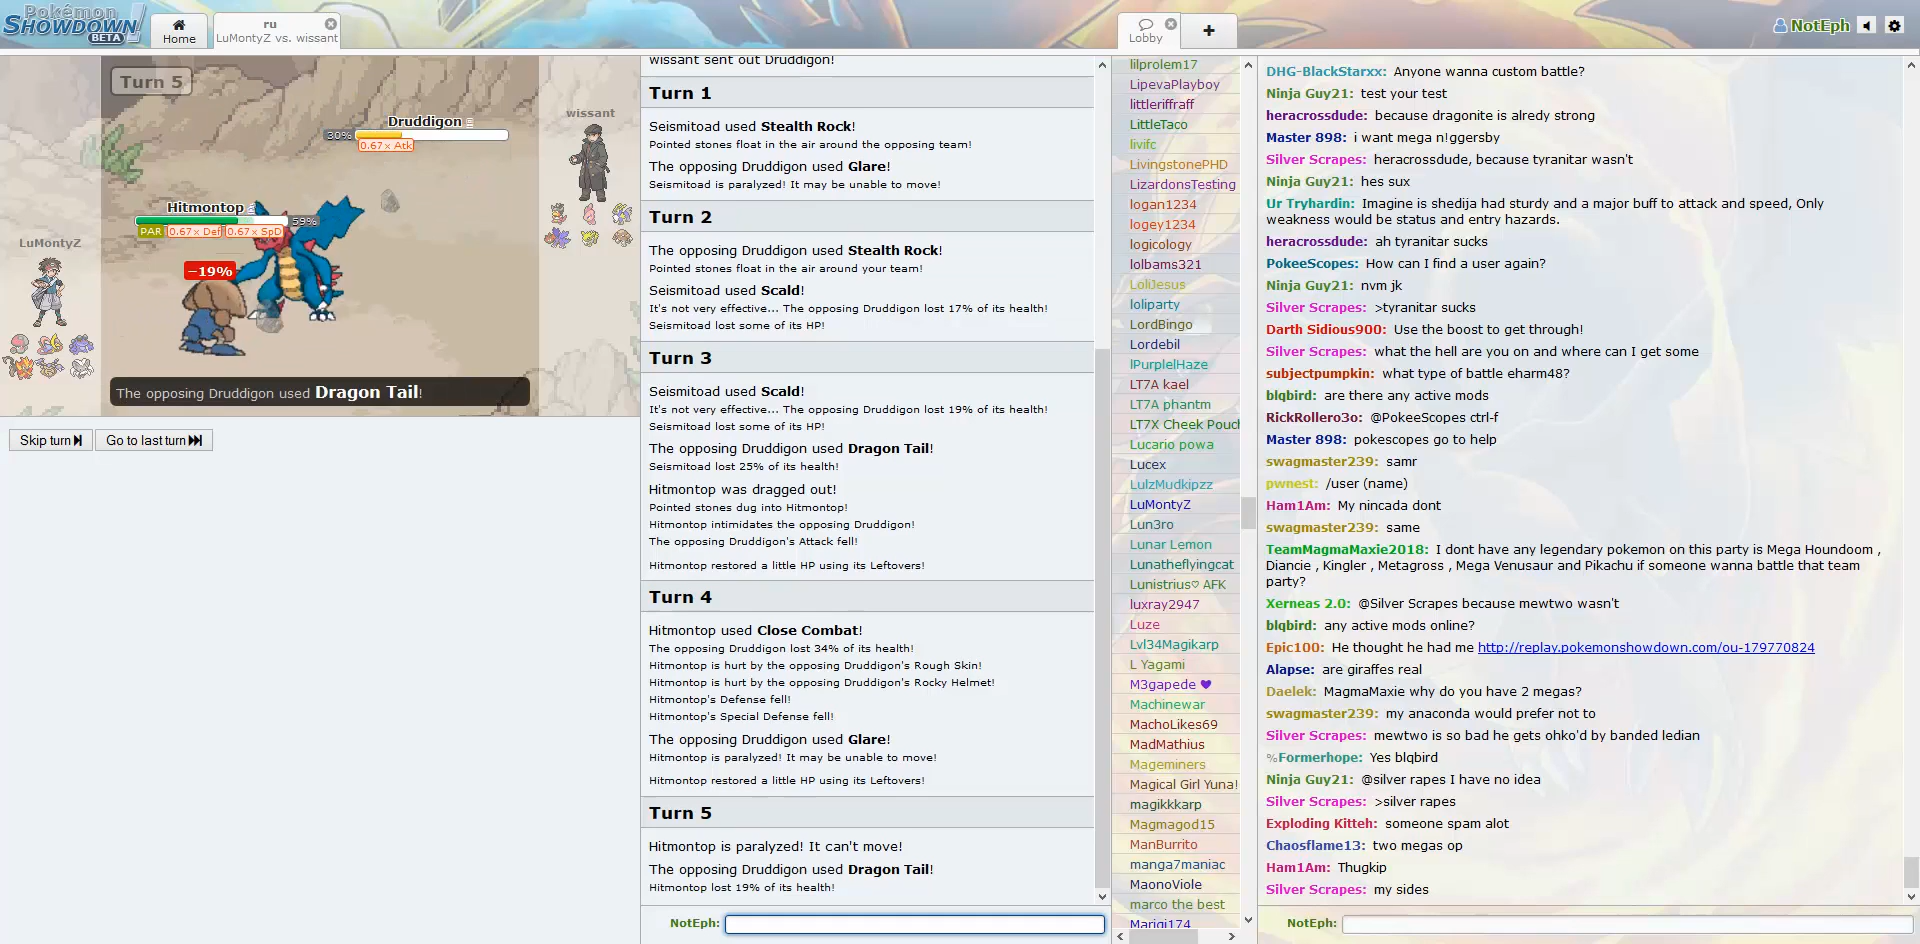 Pokémon
SHOWDOWN!
BETA
Home
ru
LuMontyZ vs. wissant
Lobby
+
NotEph
Turn 5
Druddigon
30%
0.67× Atk
wissant
Hitmontop
59%
PAR 0.67× Def 0.67× SpD
LuMontyZ
−19%
The opposing Druddigon used Dragon Tail!
Skip turn
Go to last turn
wissant sent out Druddigon!
Turn 1
Seismitoad used Stealth Rock!
Pointed stones float in the air around the opposing team!
The opposing Druddigon used Glare!
Seismitoad is paralyzed! It may be unable to move!
Turn 2
The opposing Druddigon used Stealth Rock!
Pointed stones float in the air around your team!
Seismitoad used Scald!
It's not very effective... The opposing Druddigon lost 17% of its health!
Seismitoad lost some of its HP!
Turn 3
Seismitoad used Scald!
It's not very effective... The opposing Druddigon lost 19% of its health!
Seismitoad lost some of its HP!
The opposing Druddigon used Dragon Tail!
Seismitoad lost 25% of its health!
Hitmontop was dragged out!
Pointed stones dug into Hitmontop!
Hitmontop intimidates the opposing Druddigon!
The opposing Druddigon's Attack fell!
Hitmontop restored a little HP using its Leftovers!
Turn 4
Hitmontop used Close Combat!
The opposing Druddigon lost 34% of its health!
Hitmontop is hurt by the opposing Druddigon's Rough Skin!
Hitmontop is hurt by the opposing Druddigon's Rocky Helmet!
Hitmontop's Defense fell!
Hitmontop's Special Defense fell!
The opposing Druddigon used Glare!
Hitmontop is paralyzed! It may be unable to move!
Hitmontop restored a little HP using its Leftovers!
Turn 5
Hitmontop is paralyzed! It can't move!
The opposing Druddigon used Dragon Tail!
Hitmontop lost 19% of its health!
NotEph:
lilprolem17
LipevaPlayboy
littleriffraff
LittleTaco
livifc
LivingstonePHD
LizardonsTesting
logan1234
logey1234
logicology
lolbams321
LoliJesus
loliparty
LordBingo
Lordebil
lPurplelHaze
LT7A kael
LT7A phantm
LT7X Cheek Pouch
Lucario powa
Lucex
LulzMudkipzz
LuMontyZ
Lun3ro
Lunar Lemon
Lunatheflyingcat
Lunistrius♡ AFK
luxray2947
Luze
Lvl34Magikarp
L Yagami
M3gapede ♥
Machinewar
MachoLikes69
MadMathius
Mageminers
Magical Girl Yuna!
magikkkarp
Magmagod15
ManBurrito
manga7maniac
MaonoViole
marco the best
Mariqi174
DHG-BlackStarxx: Anyone wanna custom battle?
Ninja Guy21: test your test
heracrossdude: because dragonite is alredy strong
Master 898: i want mega n!ggersby
Silver Scrapes: heracrossdude, because tyranitar wasn't
Ninja Guy21: hes sux
Ur Tryhardin: Imagine is shedija had sturdy and a major buff to attack and speed, Only
weakness would be status and entry hazards.
heracrossdude: ah tyranitar sucks
PokeeScopes: How can I find a user again?
Ninja Guy21: nvm jk
Silver Scrapes: >tyranitar sucks
Darth Sidious900: Use the boost to get through!
Silver Scrapes: what the hell are you on and where can I get some
subjectpumpkin: what type of battle eharm48?
blqbird: are there any active mods
RickRollero3o: @PokeeScopes ctrl-f
Master 898: pokescopes go to help
swagmaster239: samr
pwnest: /user (name)
Ham1Am: My nincada dont
swagmaster239: same
TeamMagmaMaxie2018: I dont have any legendary pokemon on this party is Mega Houndoom ,
Diancie , Kingler , Metagross , Mega Venusaur and Pikachu if someone wanna battle that team
party?
Xerneas 2.0: @Silver Scrapes because mewtwo wasn't
blqbird: any active mods online?
Epic100: He thought he had me http://replay.pokemonshowdown.com/ou-179770824
Alapse: are giraffes real
Daelek: MagmaMaxie why do you have 2 megas?
swagmaster239: my anaconda would prefer not to
Silver Scrapes: mewtwo is so bad he gets ohko'd by banded ledian
%Formerhope: Yes blqbird
Ninja Guy21: @silver rapes I have no idea
Silver Scrapes: >silver rapes
Exploding Kitteh: someone spam alot
Chaosflame13: two megas op
Ham1Am: Thugkip
Silver Scrapes: my sides
NotEph: